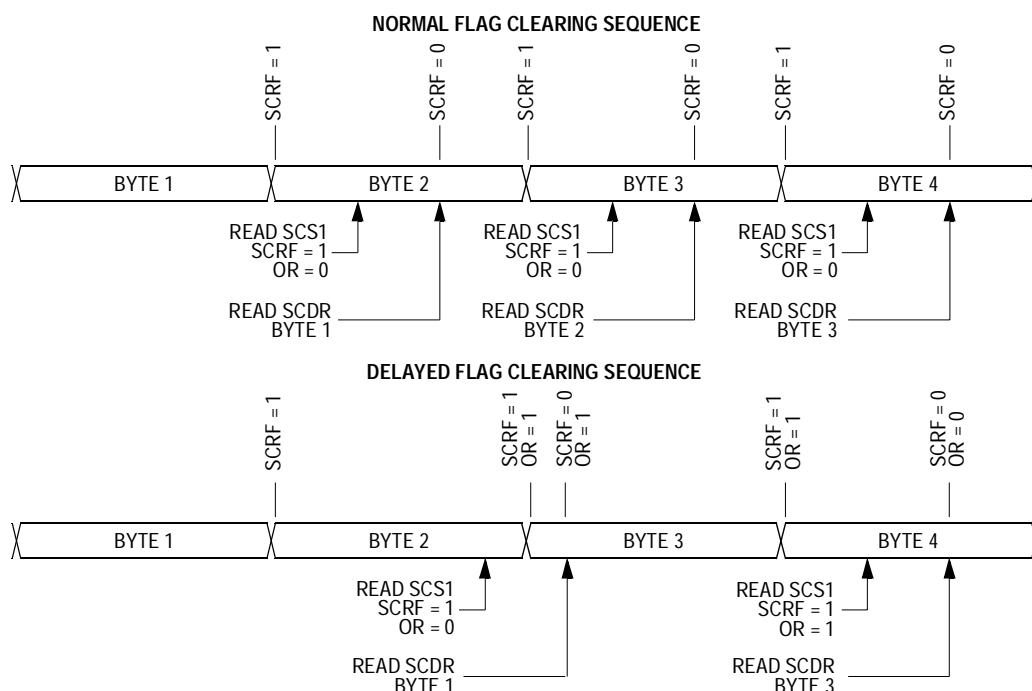 NORMAL FLAG CLEARING SEQUENCE
SCRF = 1
SCRF = 0
SCRF = 1
SCRF = 0
SCRF = 1
SCRF = 0
BYTE 1
BYTE 2
BYTE 3
BYTE 4
READ SCS1
SCRF = 1
OR = 0
READ SCS1
SCRF = 1
OR = 0
READ SCS1
SCRF = 1
OR = 0
READ SCDR
BYTE 1
READ SCDR
BYTE 2
READ SCDR
BYTE 3
DELAYED FLAG CLEARING SEQUENCE
SCRF = 1
SCRF = 1
OR = 1
SCRF = 0
OR = 1
SCRF = 1
OR = 1
SCRF = 0
OR = 0
BYTE 1
BYTE 2
BYTE 3
BYTE 4
READ SCS1
SCRF = 1
OR = 0
READ SCS1
SCRF = 1
OR = 1
READ SCDR
BYTE 1
READ SCDR
BYTE 3